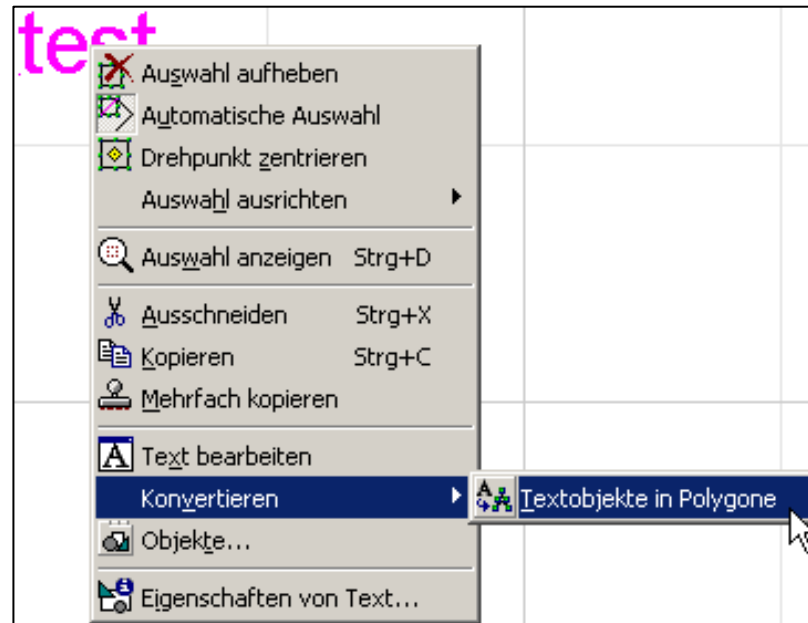 test
Auswahl aufheben
Automatische Auswahl
Drehpunkt zentrieren
Auswahl ausrichten
Auswahl anzeigen Strg+D
Ausschneiden Strg+X
Kopieren Strg+C
Mehrfach kopieren
Text bearbeiten
Konvertieren
Textobjekte in Polygone
Objekte...
Eigenschaften von Text...